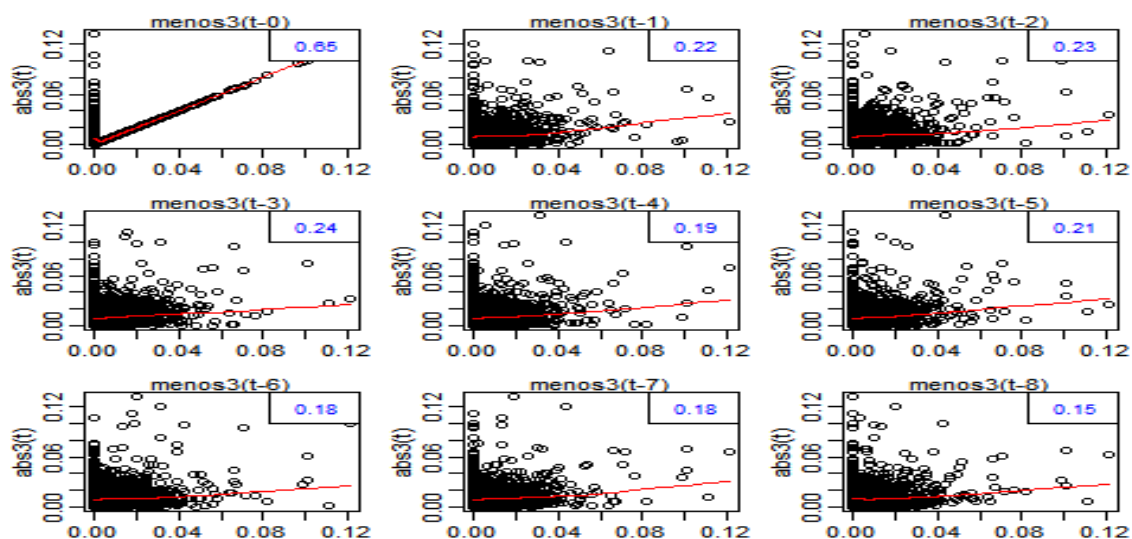 menos3(t-0) menos3(t-1) menos3(t-2)
0.65 0.22 0.23
abs3(t) abs3(t) abs3(t)
0.00 0.06 0.12 0.00 0.06 0.12 0.00 0.06 0.12
0.00 0.04 0.08 0.12 0.00 0.04 0.08 0.12 0.00 0.04 0.08 0.12
menos3(t-3) menos3(t-4) menos3(t-5)
0.24 0.19 0.21
abs3(t) abs3(t) abs3(t)
0.00 0.06 0.12 0.00 0.06 0.12 0.00 0.06 0.12
0.00 0.04 0.08 0.12 0.00 0.04 0.08 0.12 0.00 0.04 0.08 0.12
menos3(t-6) menos3(t-7) menos3(t-8)
0.18 0.18 0.15
abs3(t) abs3(t) abs3(t)
0.00 0.06 0.12 0.00 0.06 0.12 0.00 0.06 0.12
0.00 0.04 0.08 0.12 0.00 0.04 0.08 0.12 0.00 0.04 0.08 0.12